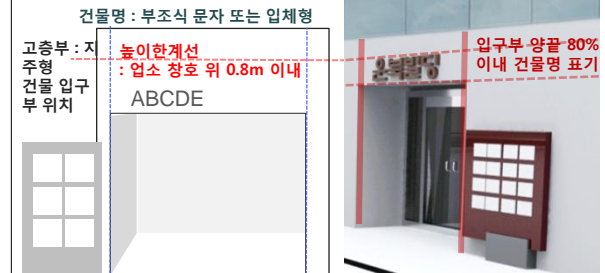 건물명 : 부조식 문자 또는 입체형
고층부 : 지
주형
건물 입구
부 위치
높이한계선
: 업소 창호 위 0.8m 이내
ABCDE
입구부 양끝 80%
이내 건물명 표기